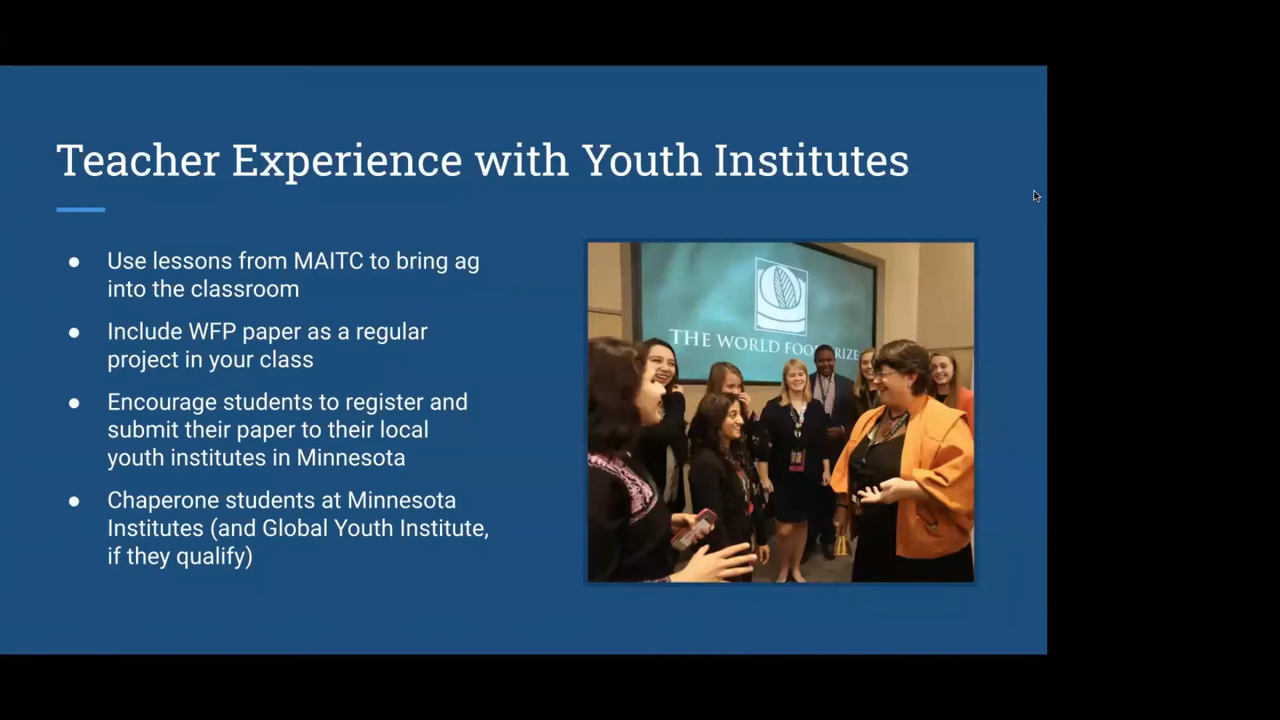 Teacher Experience with Youth Institutes
● Use lessons from MAITC to bring ag
into the classroom
● Include WFP paper as a regular
project in your class
● Encourage students to register and
submit their paper to their local
youth institutes in Minnesota
● Chaperone students at Minnesota
Institutes (and Global Youth Institute,
if they qualify)
THE WORLD FOOD PRIZE